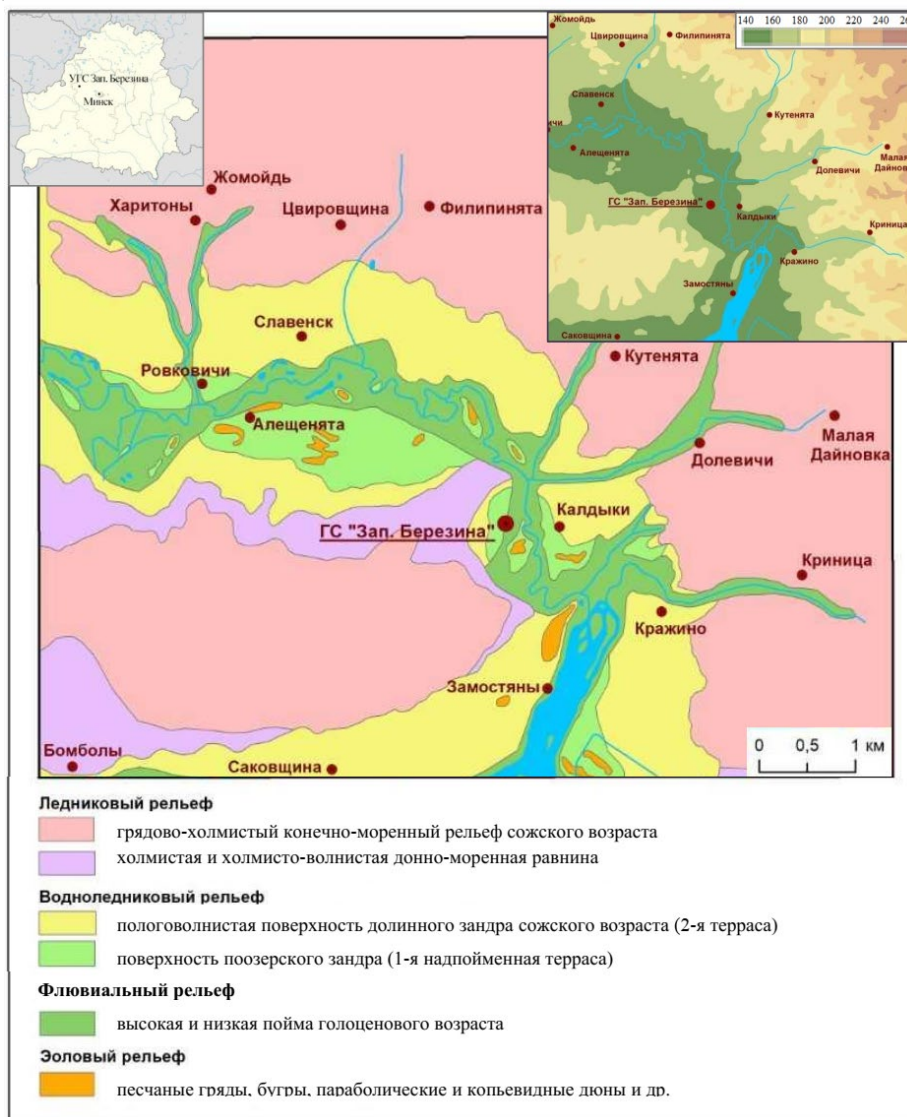 УГС Зап. Березина
Минск
140 160 180 200 220 240
Жомойдь
Цвировщина
Филипинята
Славенск
Кутенята
Алещенята
Долевичи
Малая
Дайновка
ГС "Зап. Березина"
Калдыки
Криница
Кражино
Замостяны
Саковщина
Жомойдь
Харитоны
Цвировщина
Филипинята
Славенск
Кутенята
Ровковичи
Алещенята
Малая
Дайновка
Долевичи
ГС "Зап. Березина"
Калдыки
Криница
Кражино
Замостяны
Бомболы
Саковщина
0 0,5 1 км
Ледниковый рельеф
грядово-холмистый конечно-моренный рельеф сожского возраста
холмистая и холмисто-волнистая донно-моренная равнина
Водноледниковый рельеф
пологоволнистая поверхность долинного зандра сожского возраста (2-я терраса)
поверхность поозерского зандра (1-я надпойменная терраса)
Флювиальный рельеф
высокая и низкая пойма голоценового возраста
Эоловый рельеф
песчаные гряды, бугры, параболические и копьевидные дюны и др.